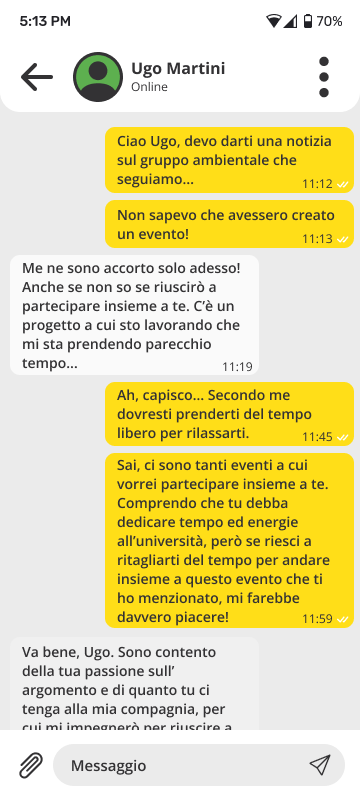 5:13 PM
70%
Ugo Martini
Online
Ciao Ugo, devo darti una notizia
sul gruppo ambientale che
seguiamo...
11:12
Non sapevo che avessero creato
un evento!
11:13
Me ne sono accorto solo adesso!
Anche se non so se riuscirò a
partecipare insieme a te. C’è un
progetto a cui sto lavorando che
mi sta prendendo parecchio
tempo...
11:19
Ah, capisco... Secondo me
dovresti prenderti del tempo
libero per rilassarti.
11:45
Sai, ci sono tanti eventi a cui
vorrei partecipare insieme a te.
Comprendo che tu debba
dedicare tempo ed energie
all’università, però se riesci a
ritagliarti del tempo per andare
insieme a questo evento che ti
ho menzionato, mi farebbe
davvero piacere!
11:59
Va bene, Ugo. Sono contento
della tua passione sull’
argomento e di quanto tu ci
tenga alla mia compagnia, per
cui mi impegnerò per riuscire a
Messaggio